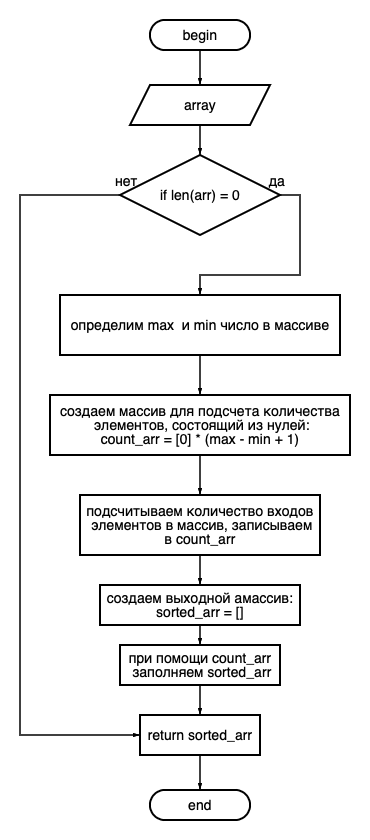 begin
array
нет
да
if len(arr) = 0
определим max и min число в массиве
создаем массив для подсчета количества
элементов, состоящий из нулей:
count_arr = [0] * (max - min + 1)
подсчитываем количество входов
элементов в массив, записываем
в count_arr
создаем выходной амассив:
sorted_arr = []
при помощи count_arr
заполняем sorted_arr
return sorted_arr
end